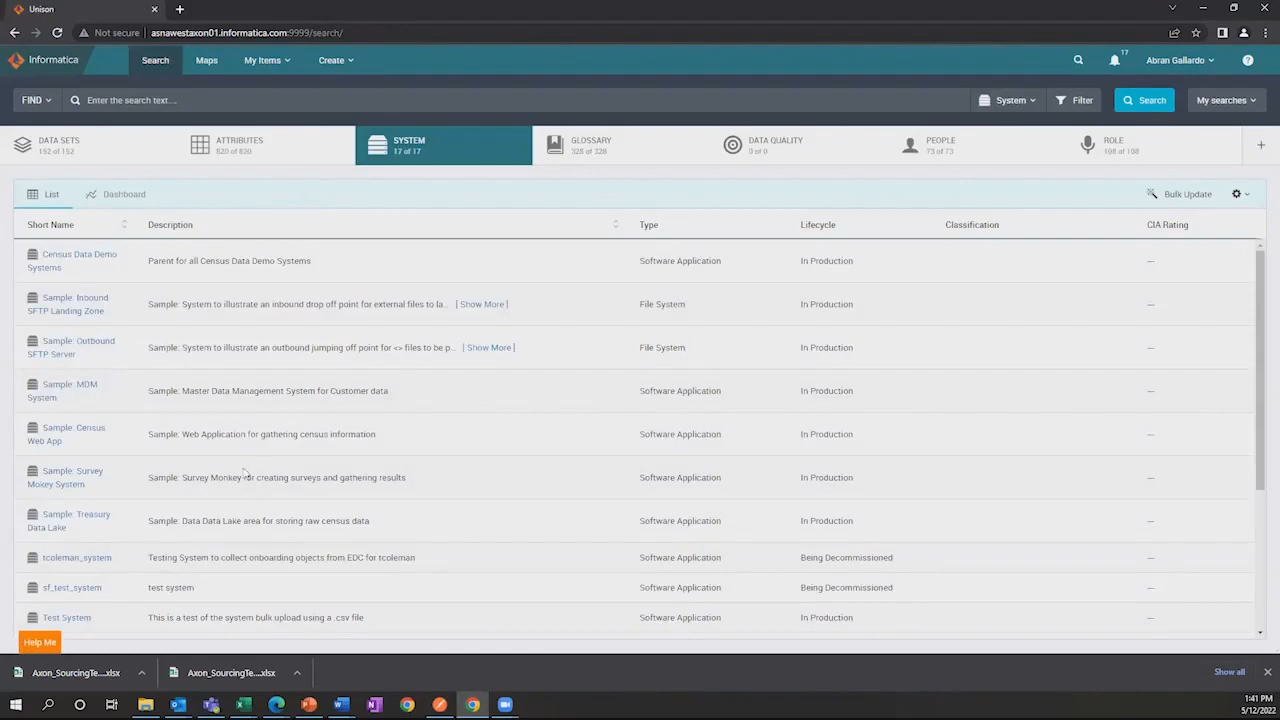 Unison
Not secure asnawestaxon01.informatica.com:9999/search/
Informatica Search Maps My Items Create 17 Abran Gallardo ?
FIND Enter the search text.... System Filter Search My searches
DATA SETS
152 of 152
ATTRIBUTES
820 of 820
SYSTEM
17 of 17
GLOSSARY
328 of 328
DATA QUALITY
0 of 0
PEOPLE
73 of 73
ROLE
108 of 108
List Dashboard Bulk Update
Short Name Description Type Lifecycle Classification CIA Rating
Census Data Demo
Systems
Parent for all Census Data Demo Systems Software Application In Production —
Sample: Inbound
SFTP Landing Zone
Sample: System to illustrate an inbound drop off point for external files to la... [ Show More ] File System In Production —
Sample: Outbound
SFTP Server
Sample: System to illustrate an outbound jumping off point for <> files to be p... [ Show More ] File System In Production —
Sample: MDM
System
Sample: Master Data Management System for Customer data Software Application In Production —
Sample: Census
Web App
Sample: Web Application for gathering census information Software Application In Production —
Sample: Survey
Mokey System
Sample: Survey Monkey for creating surveys and gathering results Software Application In Production —
Sample: Treasury
Data Lake
Sample: Data Data Lake area for storing raw census data Software Application In Production —
tcoleman_system Testing System to collect onboarding objects from EDC for tcoleman Software Application Being Decommissioned —
sf_test_system test system Software Application Being Decommissioned —
Test System This is a test of the system bulk upload using a .csv file Software Application In Production —
Help Me
Axon_SourcingTe....xlsx Axon_SourcingTe....xlsx Show all
1:41 PM
5/12/2022